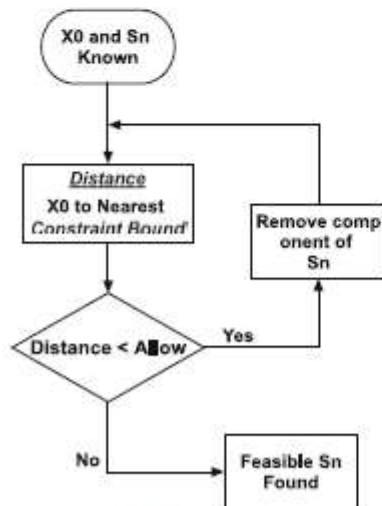 X0 and Sn
Known
Distance
X0 to Nearest
Constraint Bound
Remove comp
onent of
Sn
Distance <
Yes
No
Feasible Sn
Found